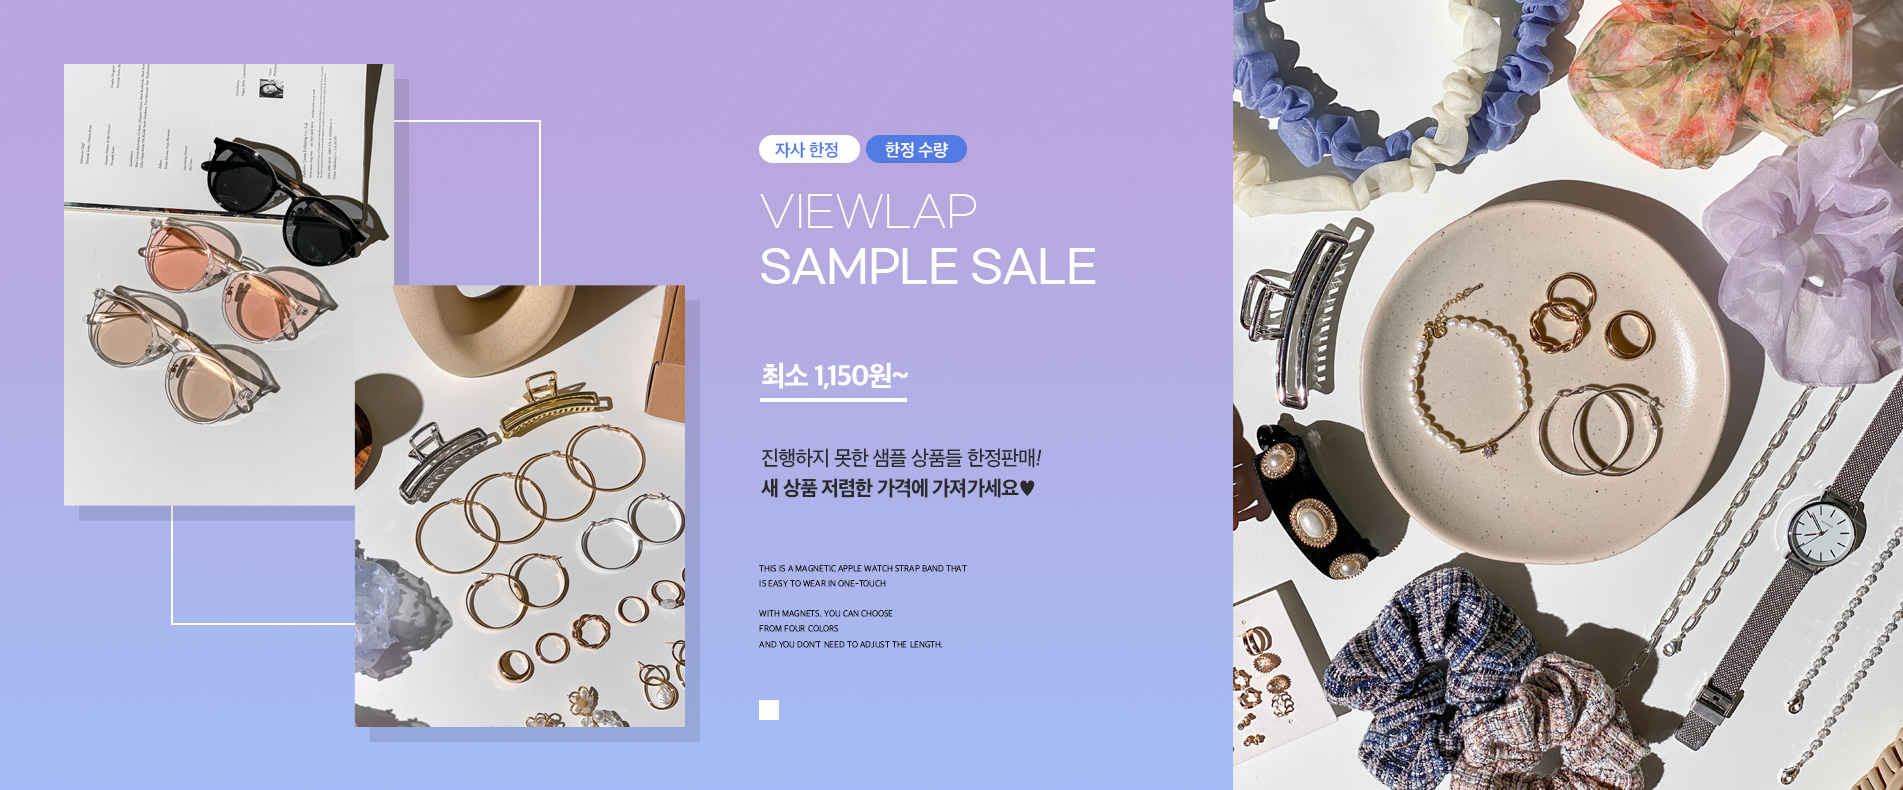 자사 한정
한정 수량
VIEWLAP
SAMPLE SALE
최소 1,150원~
진행하지 못한 샘플 상품들 한정판매!
새 상품 저렴한 가격에 가져가세요♥
THIS IS A MAGNETIC APPLE WATCH STRAP BAND THAT
IS EASY TO WEAR IN ONE-TOUCH
WITH MAGNETS. YOU CAN CHOOSE
FROM FOUR COLORS
AND YOU DON'T NEED TO ADJUST THE LENGTH.